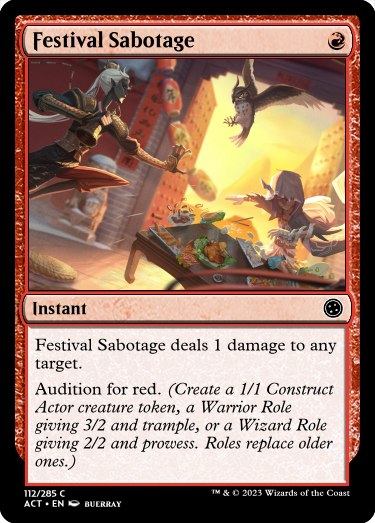 Festival Sabotage
Instant
Festival Sabotage deals 1 damage to any
target.
Audition for red. (Create a 1/1 Construct
Actor creature token, a Warrior Role
giving 3/2 and trample, or a Wizard Role
giving 2/2 and prowess. Roles replace older
ones.)
112/285 C
ACT • EN BUERRAY
™ & © 2023 Wizards of the Coast